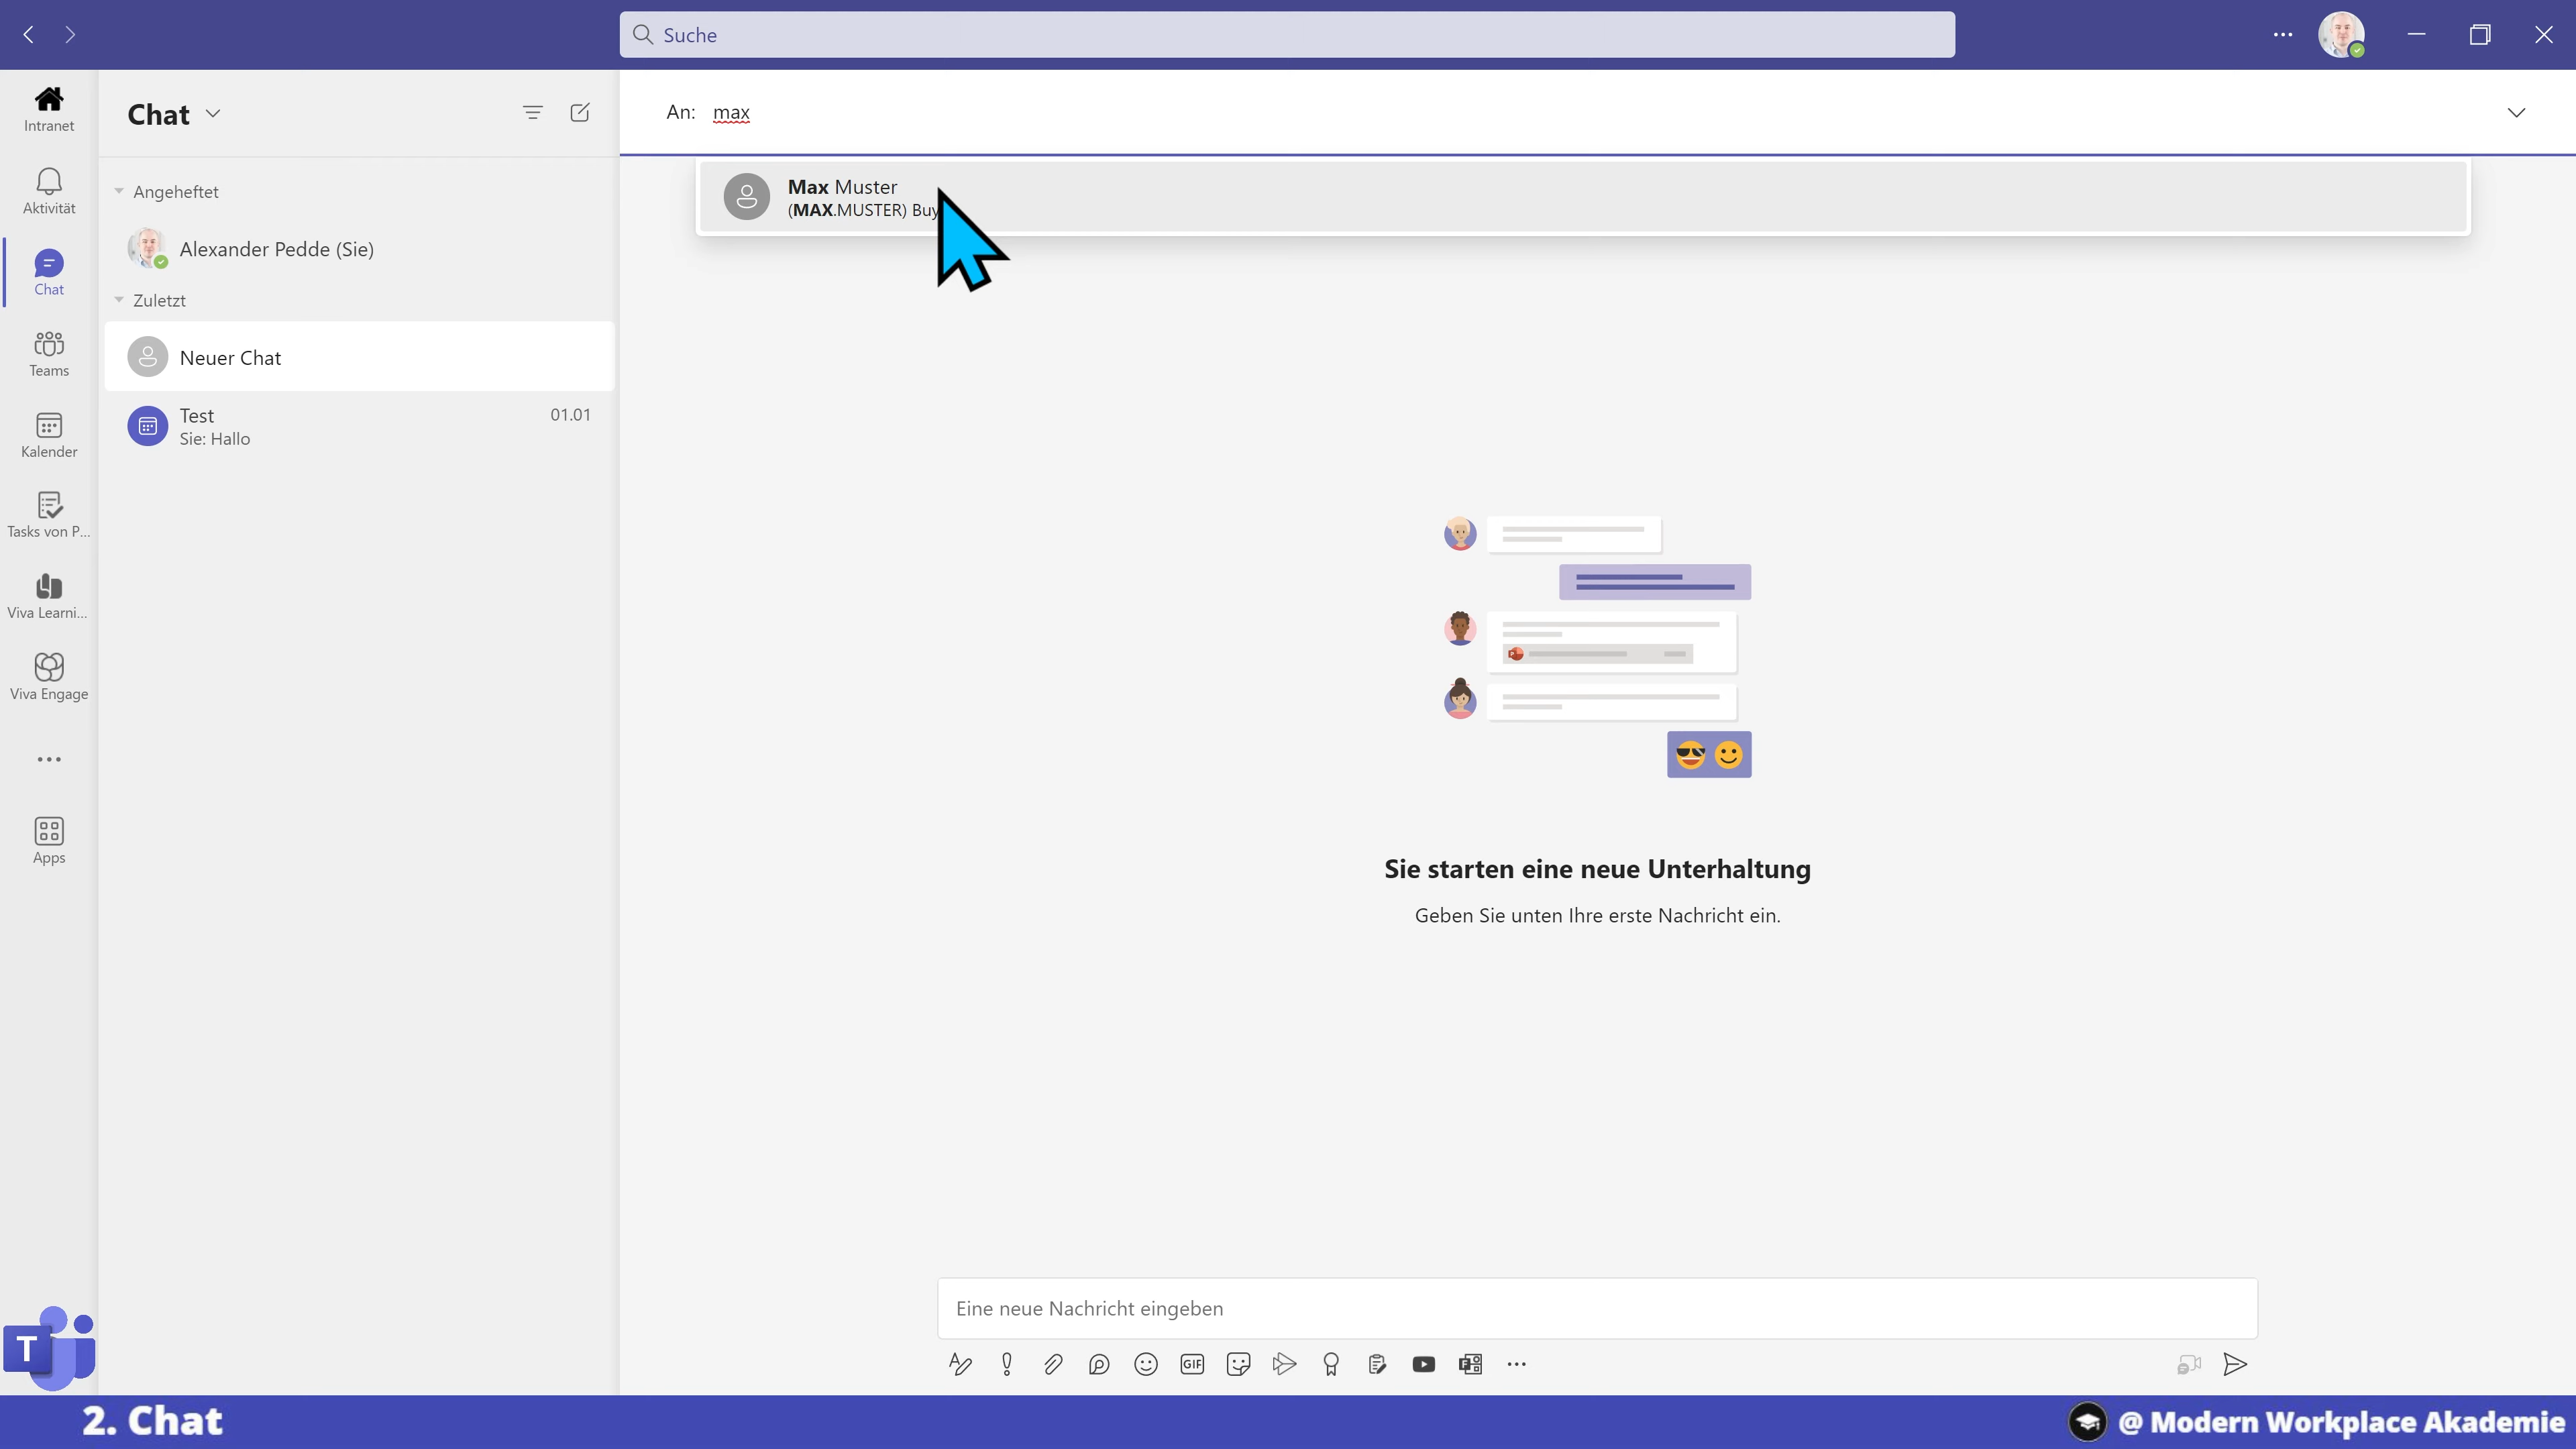 Suche
Intranet
Aktivität
Chat
Teams
Kalender
Tasks von P...
Viva Learni...
Viva Engage
Apps
Chat
Angeheftet
Alexander Pedde (Sie)
Zuletzt
Neuer Chat
Test 01.01
Sie: Hallo
An: max
Max Muster
(MAX.MUSTER) Buy
Sie starten eine neue Unterhaltung
Geben Sie unten Ihre erste Nachricht ein.
Eine neue Nachricht eingeben
GIF
T
2. Chat
@ Modern Workplace Akademie